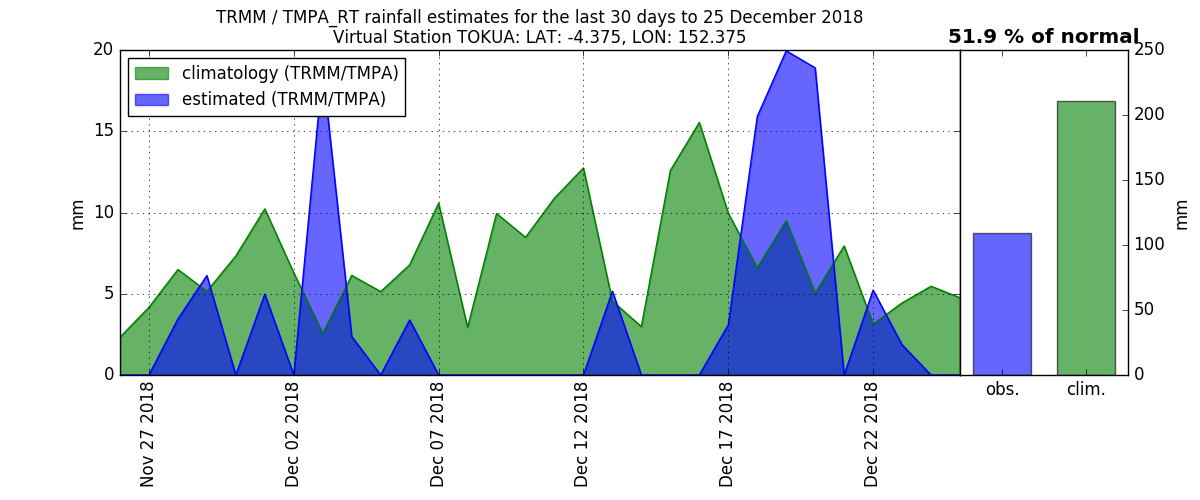 TRMM / TMPA_RT rainfall estimates for the last 30 days to 25 December 2018
Virtual Station TOKUA: LAT: -4.375, LON: 152.375
51.9 % of normal
climatology (TRMM/TMPA)
estimated (TRMM/TMPA)
20
15
10
5
0
mm
Nov 27 2018
Dec 02 2018
Dec 07 2018
Dec 12 2018
Dec 17 2018
Dec 22 2018
250
200
150
100
50
0
mm
obs.
clim.